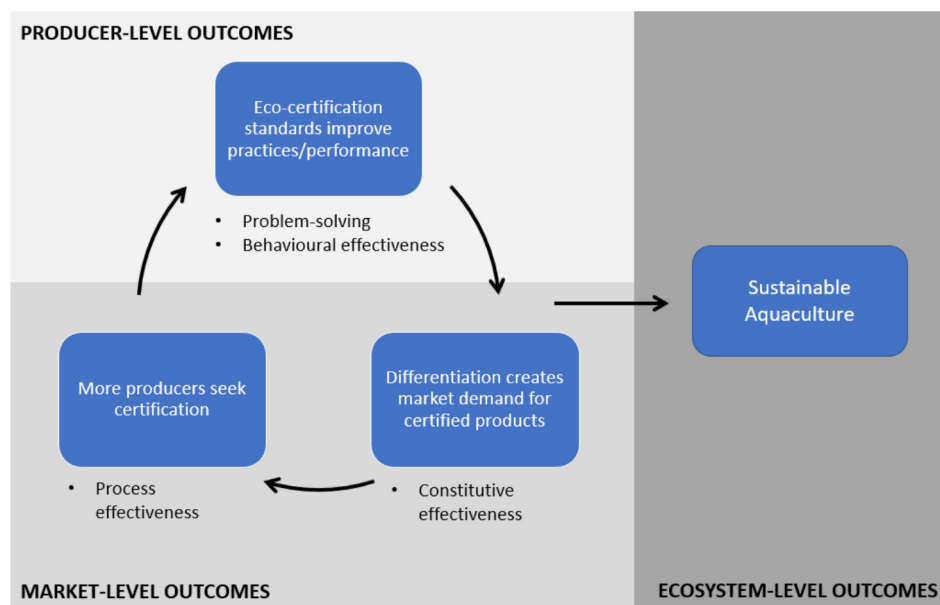 PRODUCER-LEVEL OUTCOMES
Eco-certification
standards improve
practices/performance
• Problem-solving
• Behavioural effectiveness
More producers seek
certification
• Process
effectiveness
Differentiation creates
market demand for
certified products
• Constitutive
effectiveness
MARKET-LEVEL OUTCOMES
Sustainable
Aquaculture
ECOSYSTEM-LEVEL OUTCOMES